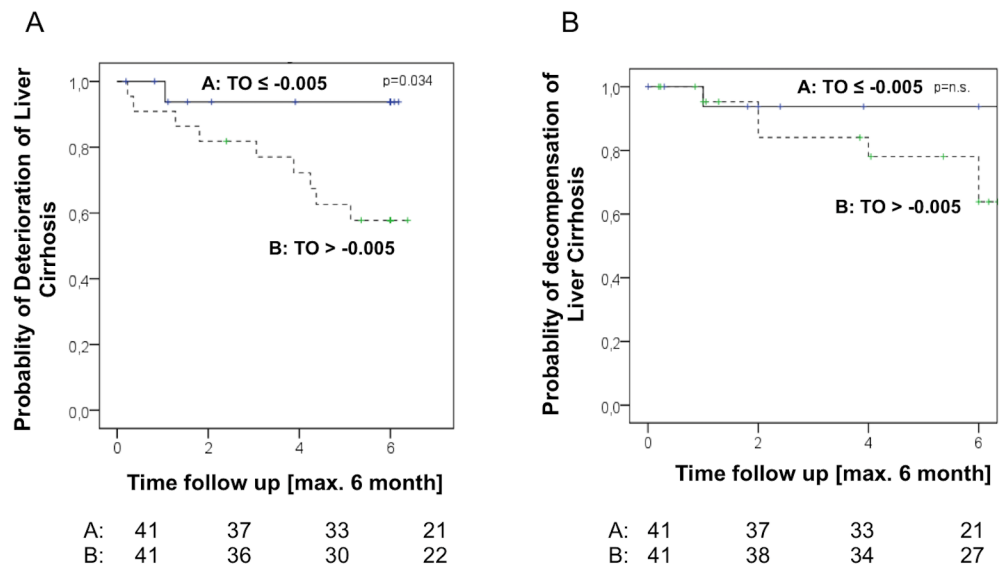 A
Probablity of Deterioration of Liver
Cirrhosis
1,0
0,8
0,6
0,4
0,2
0,0
A: TO ≤ -0.005
p=0.034
B: TO > -0.005
0 2 4 6
Time follow up [max. 6 month]
A: 41 37 33 21
B: 41 36 30 22
B
Probablity of decompensation of
Liver Cirrhosis
1,0
0,8
0,6
0,4
0,2
0,0
A: TO ≤ -0.005
p=n.s.
B: TO > -0.005
0 2 4 6
Time follow up [max. 6 month]
A: 41 37 33 21
B: 41 38 34 27